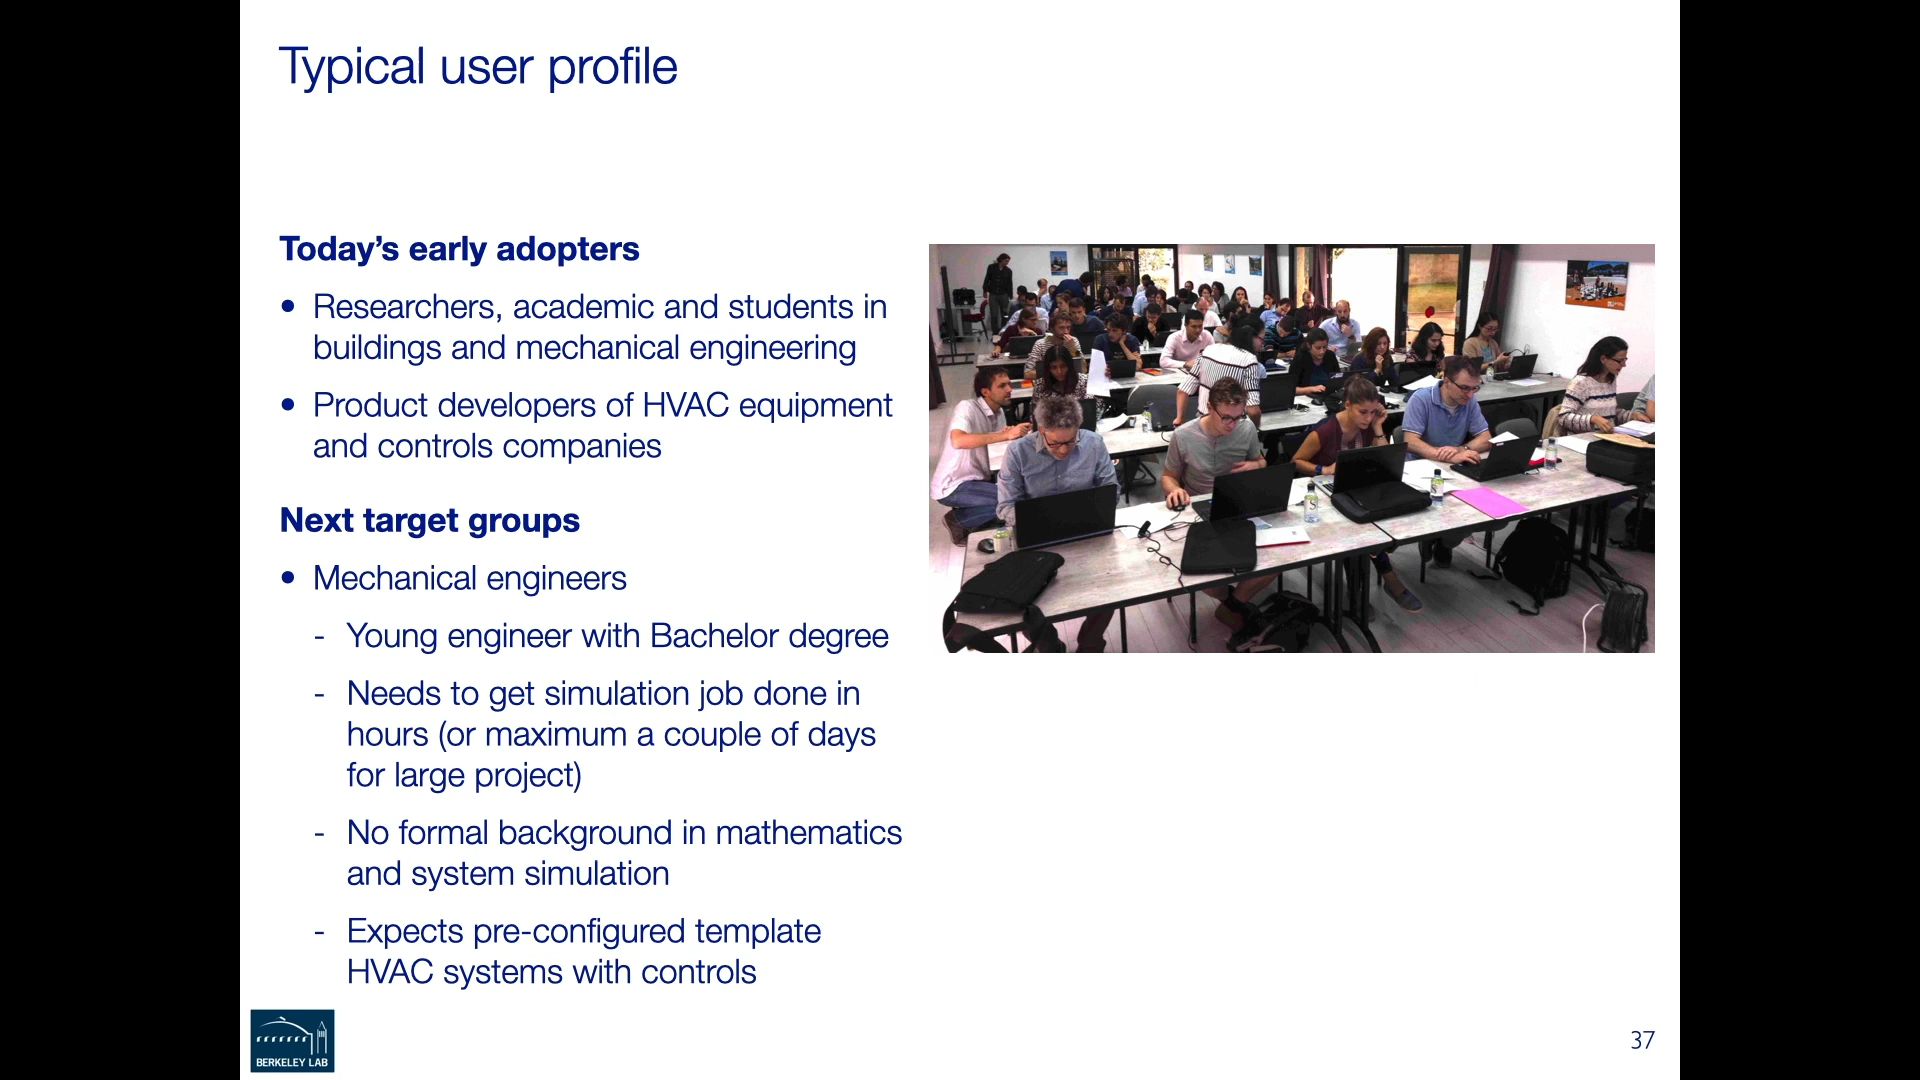 Typical user profile
Today’s early adopters
• Researchers, academic and students in
buildings and mechanical engineering
• Product developers of HVAC equipment
and controls companies
Next target groups
• Mechanical engineers
- Young engineer with Bachelor degree
- Needs to get simulation job done in
hours (or maximum a couple of days
for large project)
- No formal background in mathematics
and system simulation
- Expects pre-configured template
HVAC systems with controls
BERKELEY LAB
37